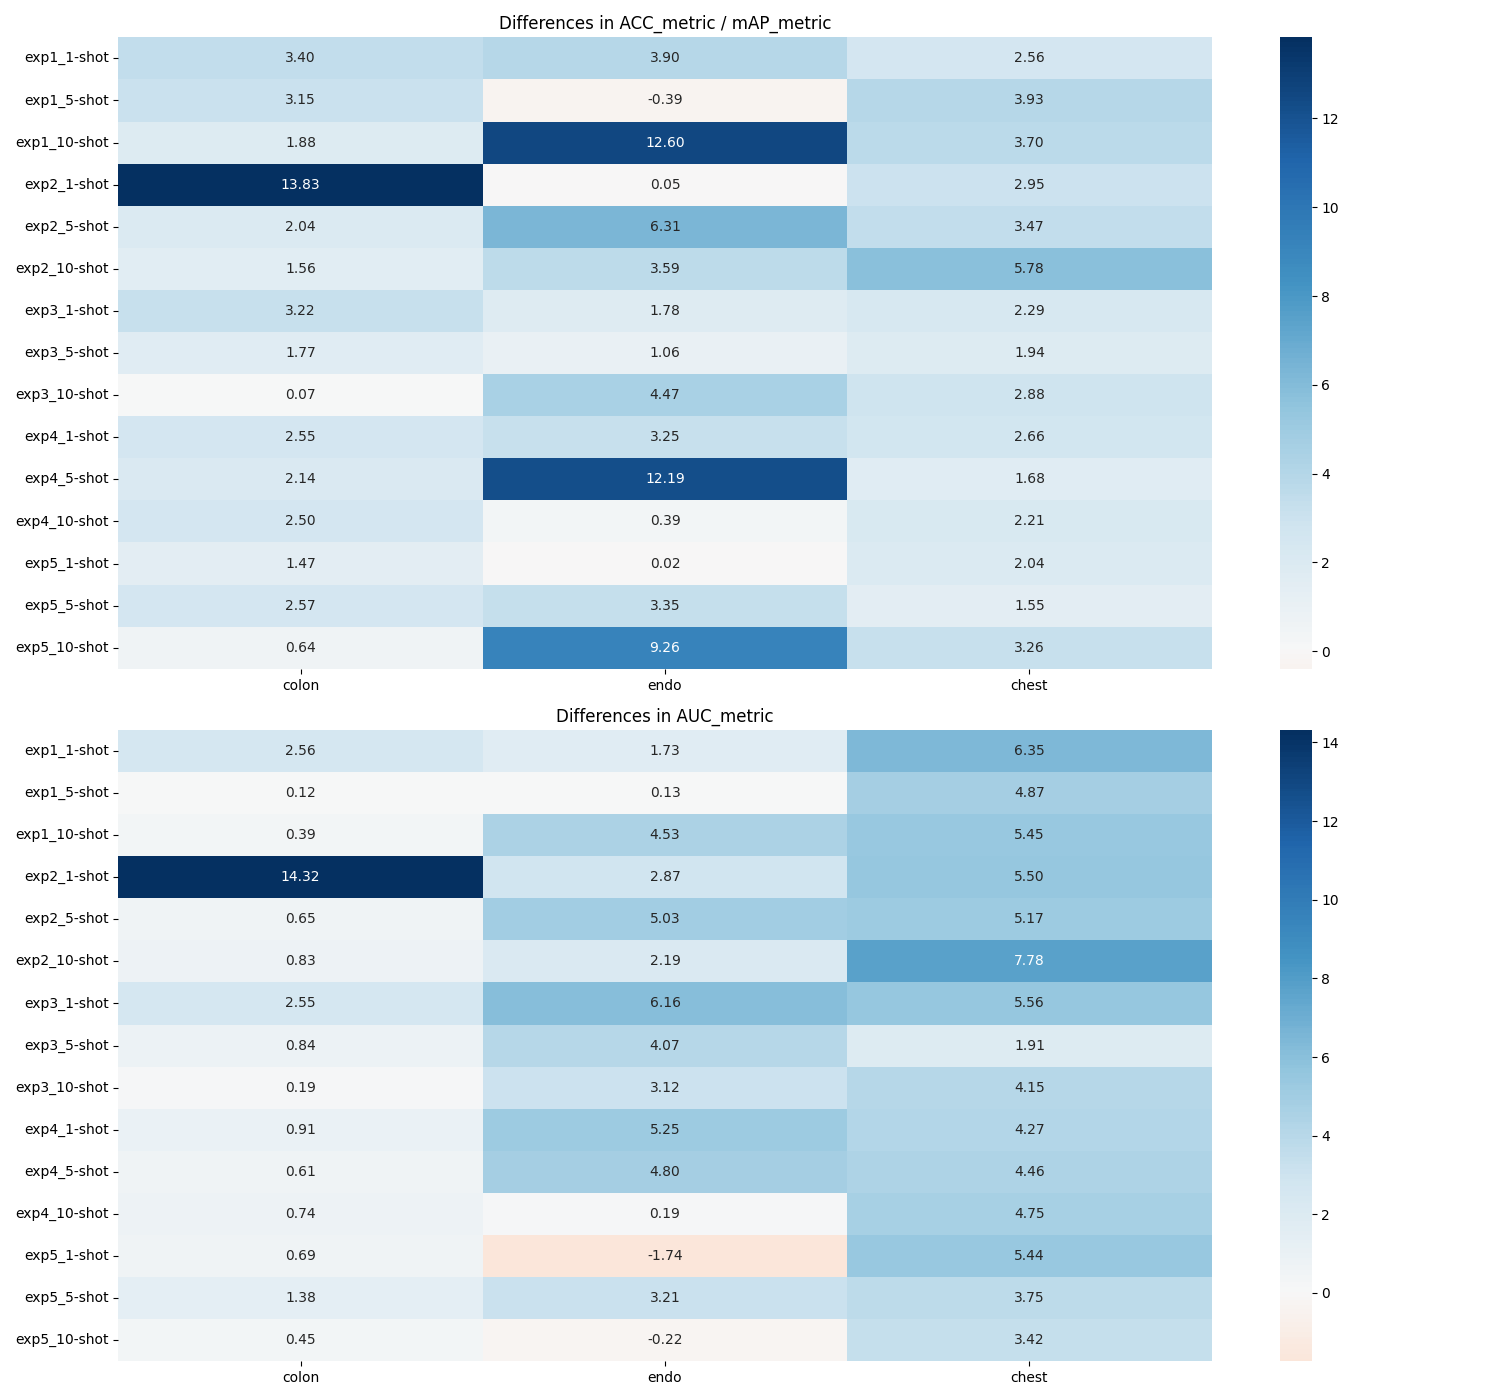 Differences in ACC_metric / mAP_metric
exp1_1-shot 3.40 3.90 2.56
exp1_5-shot 3.15 -0.39 3.93
exp1_10-shot 1.88 12.60 3.70
exp2_1-shot 13.83 0.05 2.95
exp2_5-shot 2.04 6.31 3.47
exp2_10-shot 1.56 3.59 5.78
exp3_1-shot 3.22 1.78 2.29
exp3_5-shot 1.77 1.06 1.94
exp3_10-shot 0.07 4.47 2.88
exp4_1-shot 2.55 3.25 2.66
exp4_5-shot 2.14 12.19 1.68
exp4_10-shot 2.50 0.39 2.21
exp5_1-shot 1.47 0.02 2.04
exp5_5-shot 2.57 3.35 1.55
exp5_10-shot 0.64 9.26 3.26
colon endo chest
12
10
8
6
4
2
0
Differences in AUC_metric
exp1_1-shot 2.56 1.73 6.35
exp1_5-shot 0.12 0.13 4.87
exp1_10-shot 0.39 4.53 5.45
exp2_1-shot 14.32 2.87 5.50
exp2_5-shot 0.65 5.03 5.17
exp2_10-shot 0.83 2.19 7.78
exp3_1-shot 2.55 6.16 5.56
exp3_5-shot 0.84 4.07 1.91
exp3_10-shot 0.19 3.12 4.15
exp4_1-shot 0.91 5.25 4.27
exp4_5-shot 0.61 4.80 4.46
exp4_10-shot 0.74 0.19 4.75
exp5_1-shot 0.69 -1.74 5.44
exp5_5-shot 1.38 3.21 3.75
exp5_10-shot 0.45 -0.22 3.42
colon endo chest
14
12
10
8
6
4
2
0